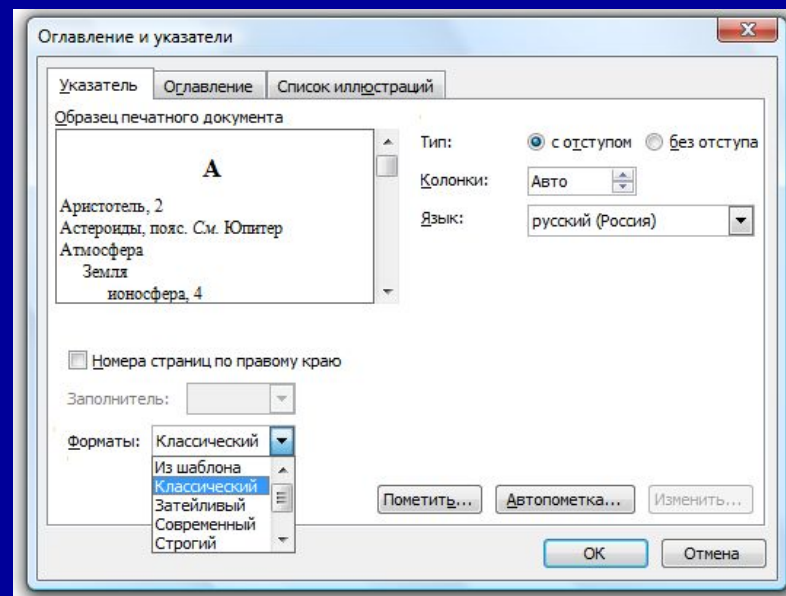 Оглавление и указатели
Указатель
Оглавление
Список иллюстраций
Образец печатного документа
А
Аристотель, 2
Астероиды, пояс. См. Юпитер
Атмосфера
Земля
ионосфера, 4
Тип:
с отступом
без отступа
Колонки:
Авто
Язык:
русский (Россия)
Номера страниц по правому краю
Заполнитель:
Форматы:
Классический
Из шаблона
Классический
Затейливый
Современный
Строгий
Пометить...
Автопометка...
Изменить...
ОК
Отмена